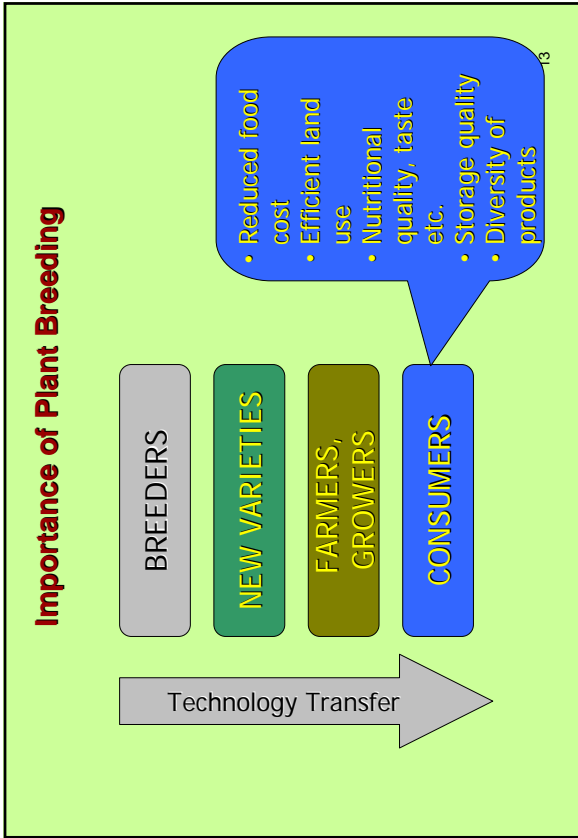 Importance of Plant Breeding
Technology Transfer
BREEDERS
NEW VARIETIES
FARMERS,
GROWERS
CONSUMERS
• Reduced food
cost
• Efficient land
use
• Nutritional
quality, taste
etc.
• Storage quality
• Diversity of
products
13